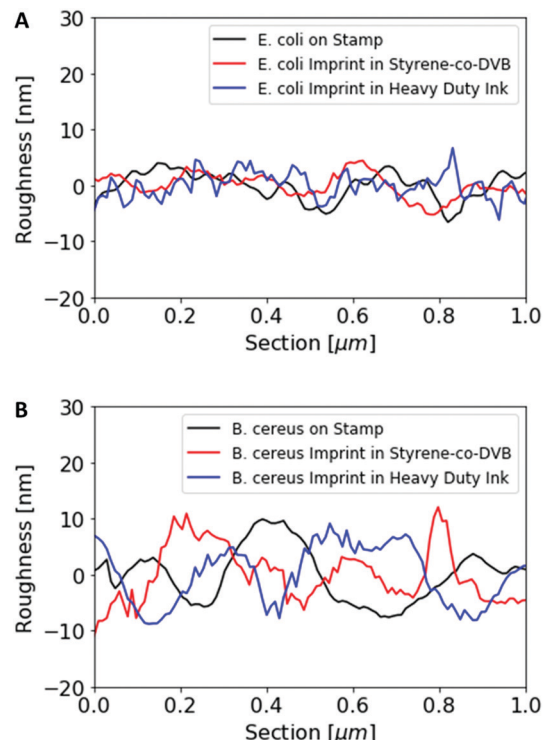 A
30
20
10
0
−10
−20
Roughness [nm]
E. coli on Stamp
E. coli Imprint in Styrene-co-DVB
E. coli Imprint in Heavy Duty Ink
0.0 0.2 0.4 0.6 0.8 1.0
Section [μm]
B
30
20
10
0
−10
−20
Roughness [nm]
B. cereus on Stamp
B. cereus Imprint in Styrene-co-DVB
B. cereus Imprint in Heavy Duty Ink
0.0 0.2 0.4 0.6 0.8 1.0
Section [μm]